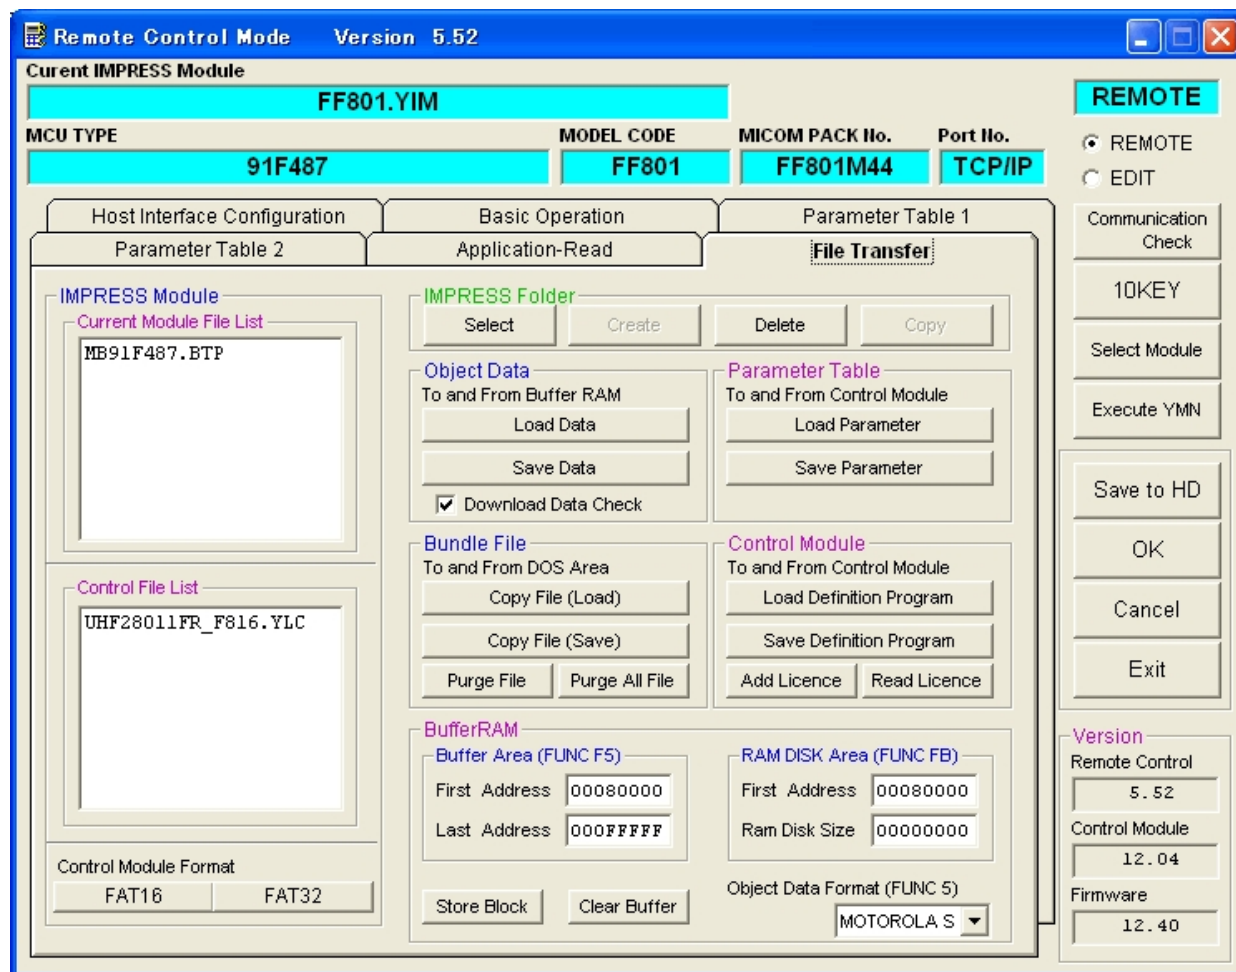 Remote Control Mode Version 5.52
Curent IMPRESS Module
FF801.YIM
REMOTE
MCU TYPE MODEL CODE MICOM PACK No. Port No.
91F487 FF801 FF801M44 TCP/IP
REMOTE
EDIT
Host Interface Configuration Basic Operation Parameter Table 1
Parameter Table 2 Application-Read File Transfer
IMPRESS Module
Current Module File List
MB91F487.BTP
Control File List
UHF28011FR_F816.YLC
Control Module Format
FAT16 FAT32
IMPRESS Folder
Select Create Delete Copy
Object Data
To and From Buffer RAM
Load Data
Save Data
Download Data Check
Parameter Table
To and From Control Module
Load Parameter
Save Parameter
Bundle File
To and From DOS Area
Copy File (Load)
Copy File (Save)
Purge File Purge All File
Control Module
To and From Control Module
Load Definition Program
Save Definition Program
Add Licence Read Licence
BufferRAM
Buffer Area (FUNC F5)
First Address 00080000
Last Address 000FFFFF
RAM DISK Area (FUNC FB)
First Address 00080000
Ram Disk Size 00000000
Store Block Clear Buffer
Object Data Format (FUNC 5)
MOTOROLA S
Communication
Check
10KEY
Select Module
Execute YMN
Save to HD
OK
Cancel
Exit
Version
Remote Control
5.52
Control Module
12.04
Firmware
12.40